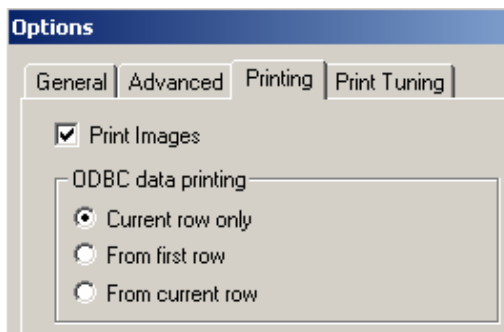 Options
General Advanced Printing Print Tuning
Print Images
ODBC data printing
Current row only
From first row
From current row